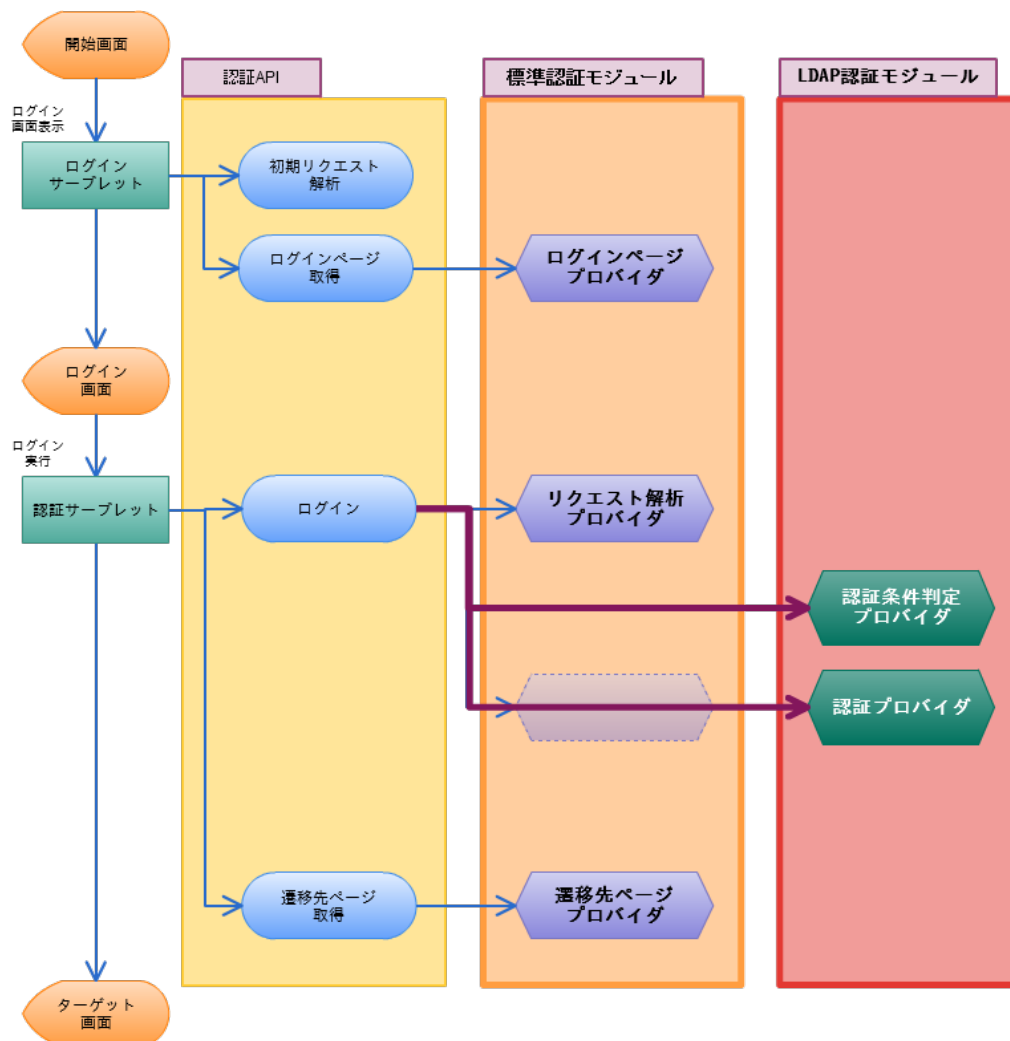 開始画面
認証API
標準認証モジュール
LDAP認証モジュール
ログイン
画面表示
ログイン
サーブレット
初期リクエスト
解析
ログインページ
取得
ログインページ
プロバイダ
ログイン
画面
ログイン
実行
認証サーブレット
ログイン
リクエスト解析
プロバイダ
認証条件判定
プロバイダ
認証プロバイダ
遷移先ページ
取得
遷移先ページ
プロバイダ
ターゲット
画面